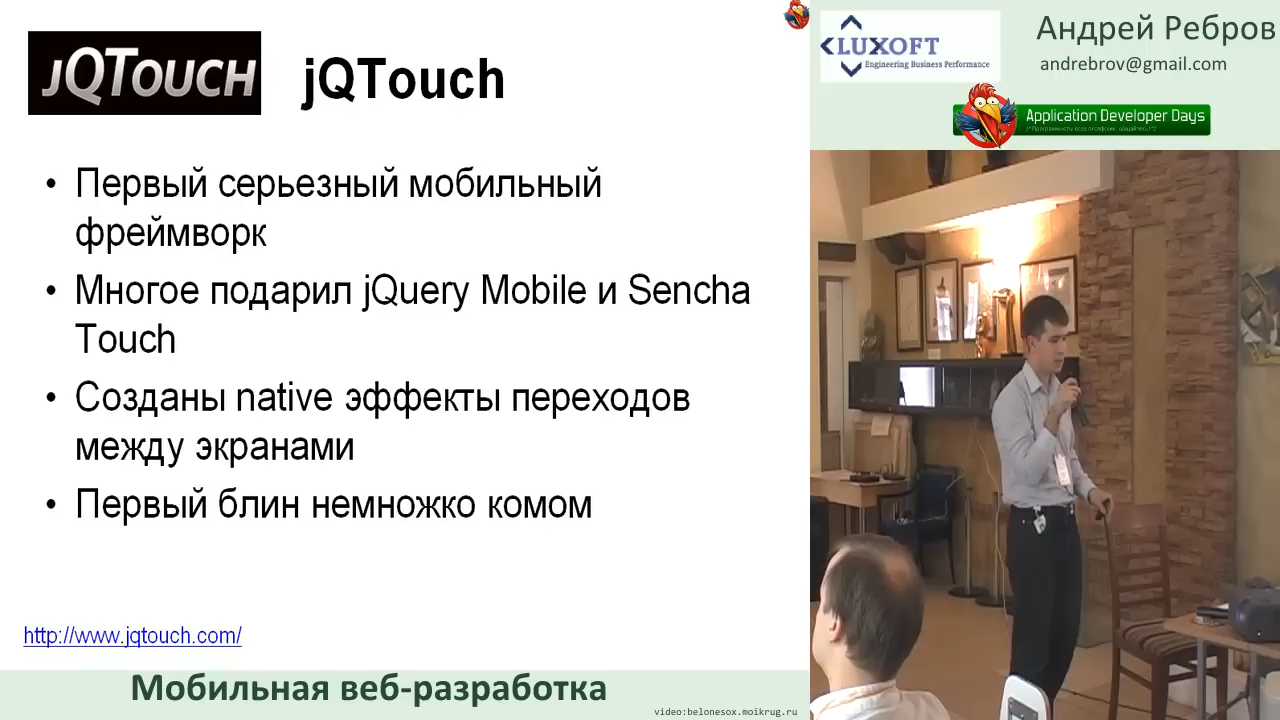 jQTouch
jQTouch
• Первый серьезный мобильный
фреймворк
• Многое подарил jQuery Mobile и Sencha
Touch
• Созданы native эффекты переходов
между экранами
• Первый блин немножко комом
http://www.jqtouch.com/
Мобильная веб-разработка
video:belonesox.moikrug.ru
LUXOFT
Engineering Business Performance
Андрей Ребров
andrebrov@gmail.com
Application Developer Days